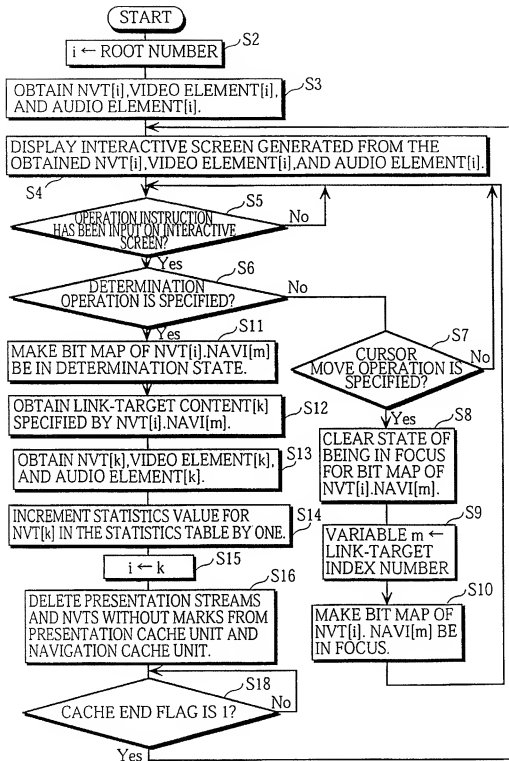 START
S2
i ← ROOT NUMBER
S3
OBTAIN NVT[i],VIDEO ELEMENT[i],
AND AUDIO ELEMENT[i].
DISPLAY INTERACTIVE SCREEN GENERATED FROM THE
OBTAINED NVT[i],VIDEO ELEMENT[i],AND AUDIO ELEMENT[i].
S4
S5
OPERATION INSTRUCTION
HAS BEEN INPUT ON INTERACTIVE
SCREEN?
No
Yes
S6
DETERMINATION
OPERATION IS SPECIFIED?
No
Yes
S11
MAKE BIT MAP OF NVT[i].NAVI[m]
BE IN DETERMINATION STATE.
S12
OBTAIN LINK-TARGET CONTENT[k]
SPECIFIED BY NVT[i].NAVI[m].
S13
OBTAIN NVT[k],VIDEO ELEMENT[k],
AND AUDIO ELEMENT[k].
S14
INCREMENT STATISTICS VALUE FOR
NVT[k] IN THE STATISTICS TABLE BY ONE.
S15
i ← k
S16
DELETE PRESENTATION STREAMS
AND NVTS WITHOUT MARKS FROM
PRESENTATION CACHE UNIT AND
NAVIGATION CACHE UNIT.
S18
CACHE END FLAG IS 1?
No
Yes
S7
CURSOR
MOVE OPERATION IS
SPECIFIED?
No
Yes
S8
CLEAR STATE OF
BEING IN FOCUS
FOR BIT MAP OF
NVT[i].NAVI[m].
S9
VARIABLE m ←
LINK-TARGET
INDEX NUMBER
S10
MAKE BIT MAP OF
NVT[i]. NAVI[m] BE
IN FOCUS.